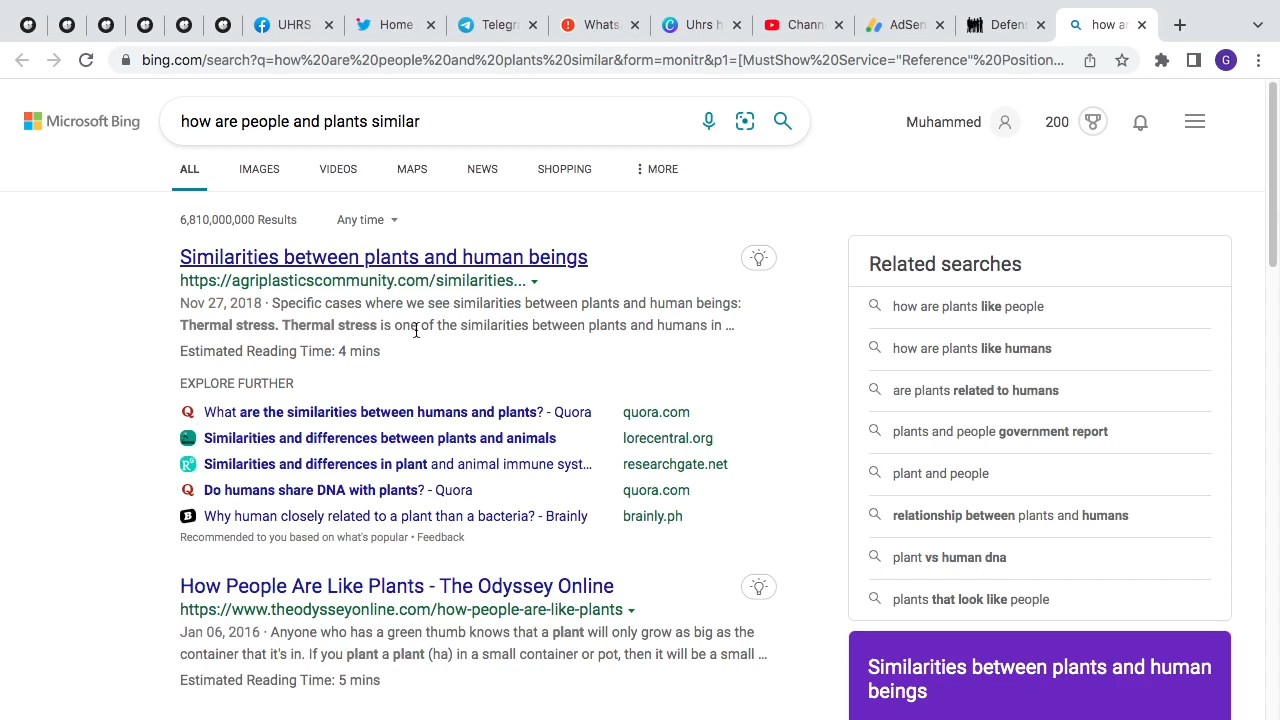 UHRS
Home
Telegr
Whats
Uhrs h
Chann
AdSen
Defen
how ar
bing.com/search?q=how%20are%20people%20and%20plants%20similar&form=monitr&p1=[MustShow%20Service="Reference"%20Position...
G
Microsoft Bing
how are people and plants similar
Muhammed
200
ALL
IMAGES
VIDEOS
MAPS
NEWS
SHOPPING
MORE
6,810,000,000 Results
Any time
Similarities between plants and human beings
https://agriplasticscommunity.com/similarities...
Nov 27, 2018 · Specific cases where we see similarities between plants and human beings:
Thermal stress. Thermal stress is one of the similarities between plants and humans in ...
Estimated Reading Time: 4 mins
EXPLORE FURTHER
What are the similarities between humans and plants? - Quora quora.com
Similarities and differences between plants and animals lorecentral.org
Similarities and differences in plant and animal immune syst... researchgate.net
Do humans share DNA with plants? - Quora quora.com
Why human closely related to a plant than a bacteria? - Brainly brainly.ph
Recommended to you based on what's popular • Feedback
How People Are Like Plants - The Odyssey Online
https://www.theodysseyonline.com/how-people-are-like-plants
Jan 06, 2016 · Anyone who has a green thumb knows that a plant will only grow as big as the
container that it's in. If you plant a plant (ha) in a small container or pot, then it will be a small ...
Estimated Reading Time: 5 mins
Related searches
how are plants like people
how are plants like humans
are plants related to humans
plants and people government report
plant and people
relationship between plants and humans
plant vs human dna
plants that look like people
Similarities between plants and human
beings